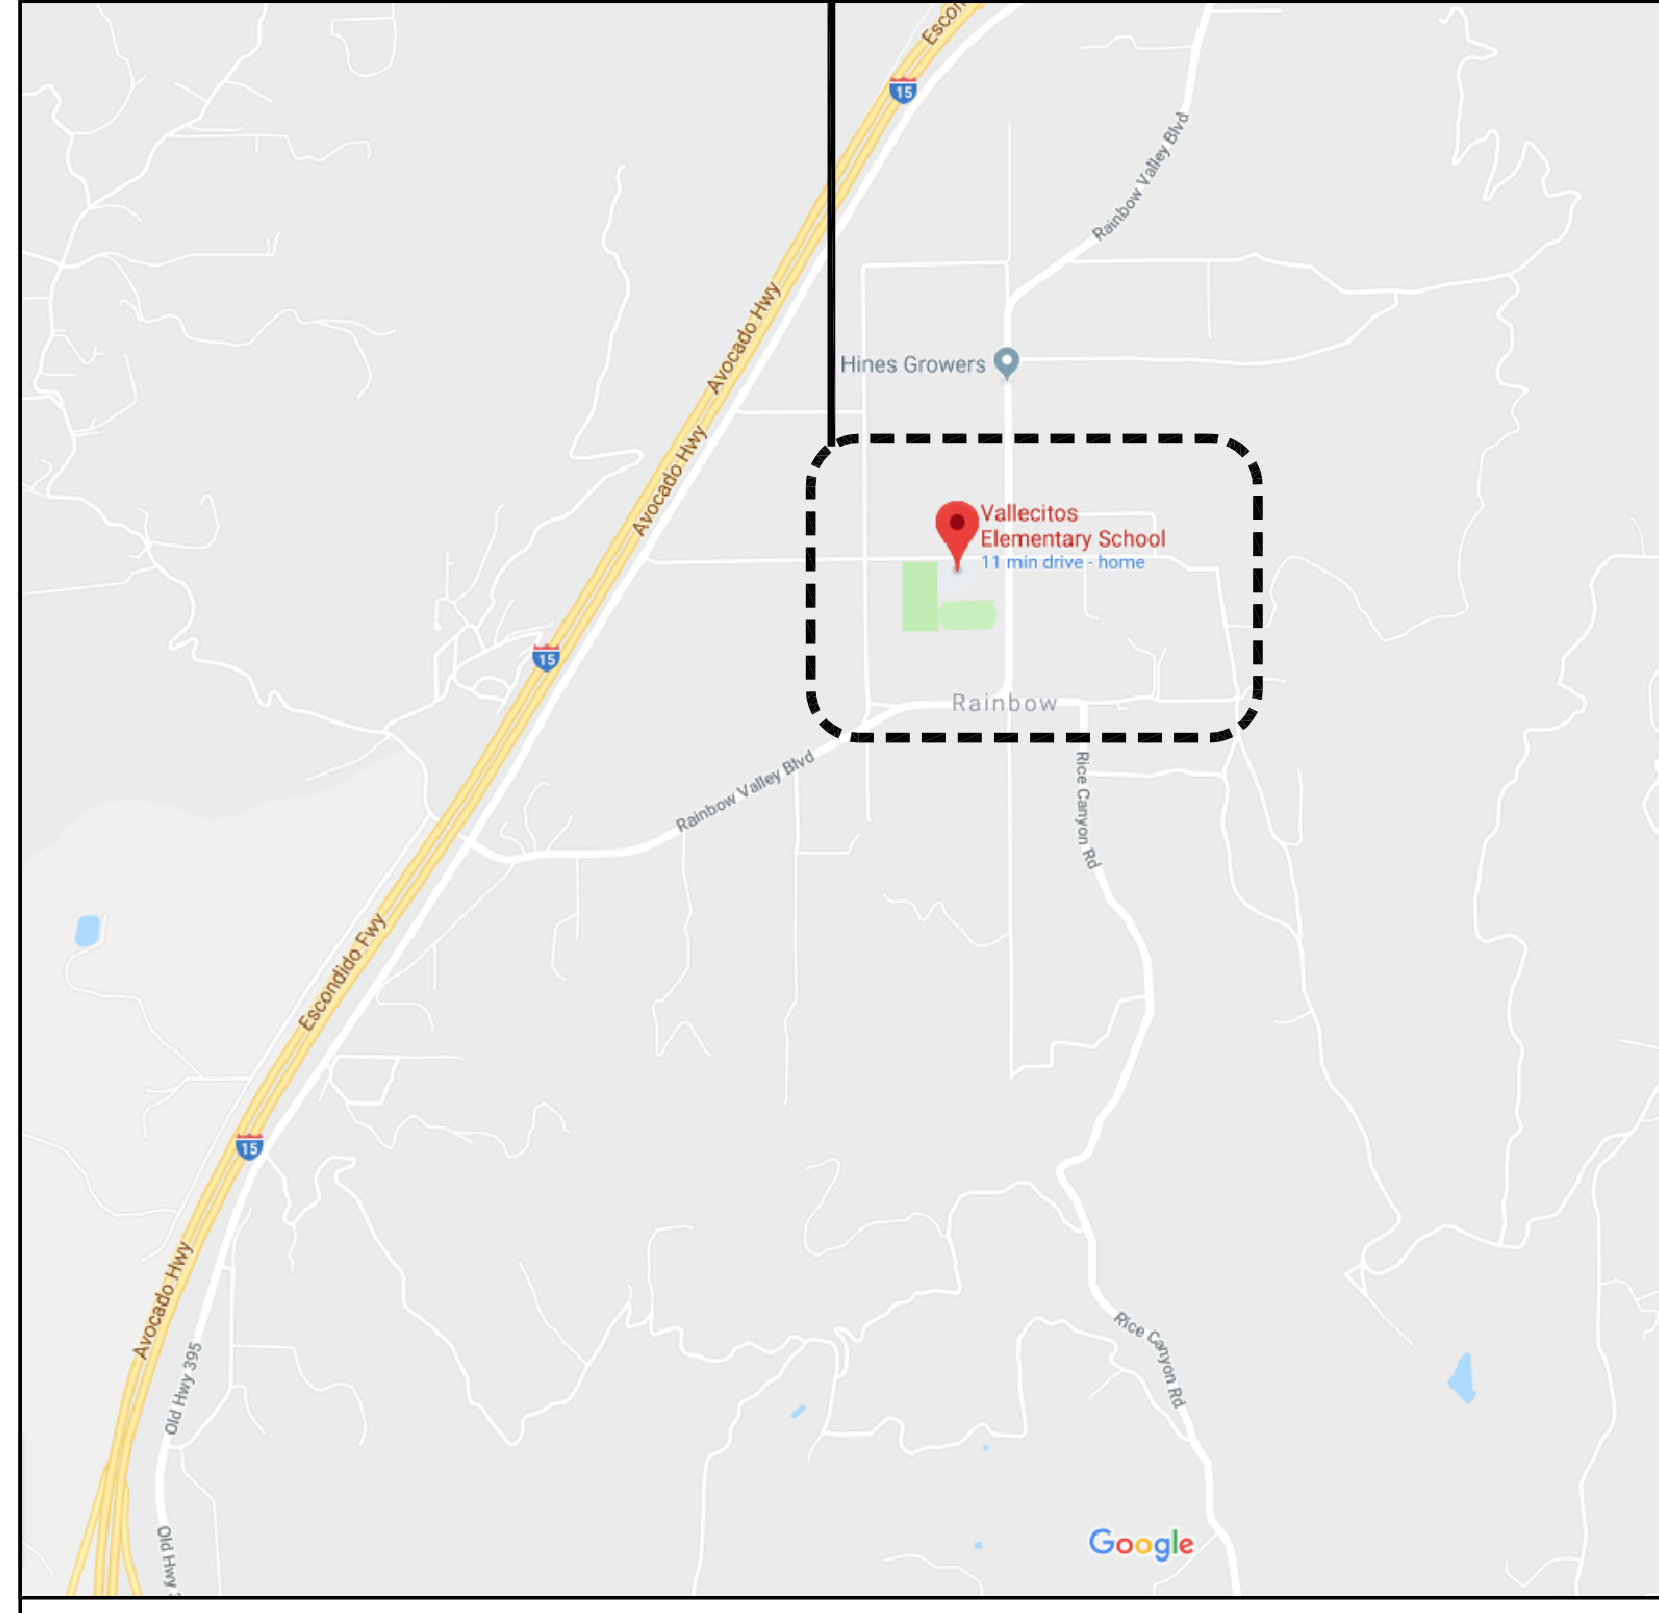 Escon
15
Rainbow Valley Blvd
Avocado Hwy
Hines Growers
Avocado Hwy
Vallecitos
Elementary School
11 min drive - home
15
Rainbow
Rainbow Valley Blvd
Rice Canyon Rd
Escondido Fwy
15
Avocado Hwy
Old Hwy 395
Rice Canyon Rd
Old Hwy
Google